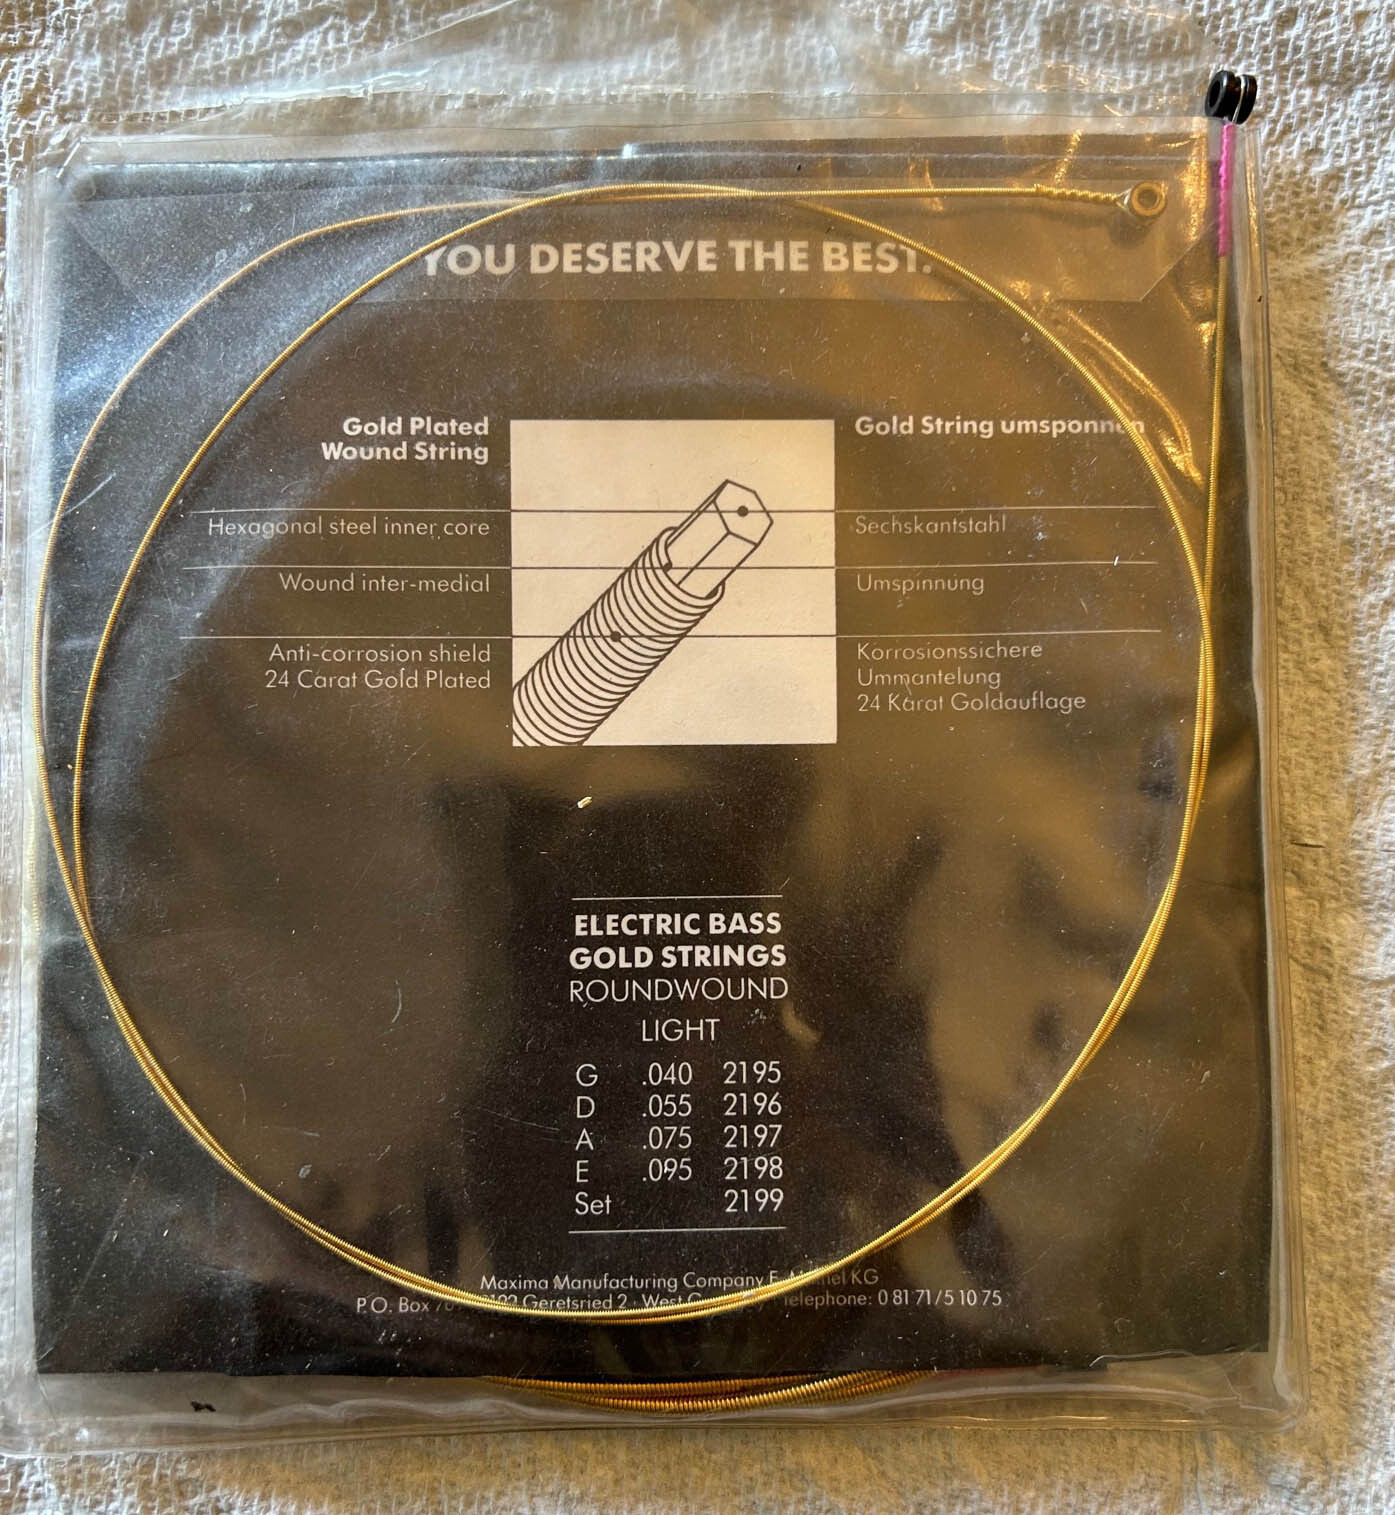 YOU DESERVE THE BEST.
Gold Plated
Wound String
Gold String umsponnen
Hexagonal steel inner core
Sechskantstahl
Wound inter-medial
Umspinnung
Anti-corrosion shield
24 Carat Gold Plated
Korrosionssichere
Ummantelung
24 Karat Goldauflage
ELECTRIC BASS
GOLD STRINGS
ROUNDWOUND
LIGHT
G .040 2195
D .055 2196
A .075 2197
E .095 2198
Set 2199
Maxima Manufacturing Company KG
P.O. Box Geretsried 2 · West Telephone: 0 81 71/5 10 75